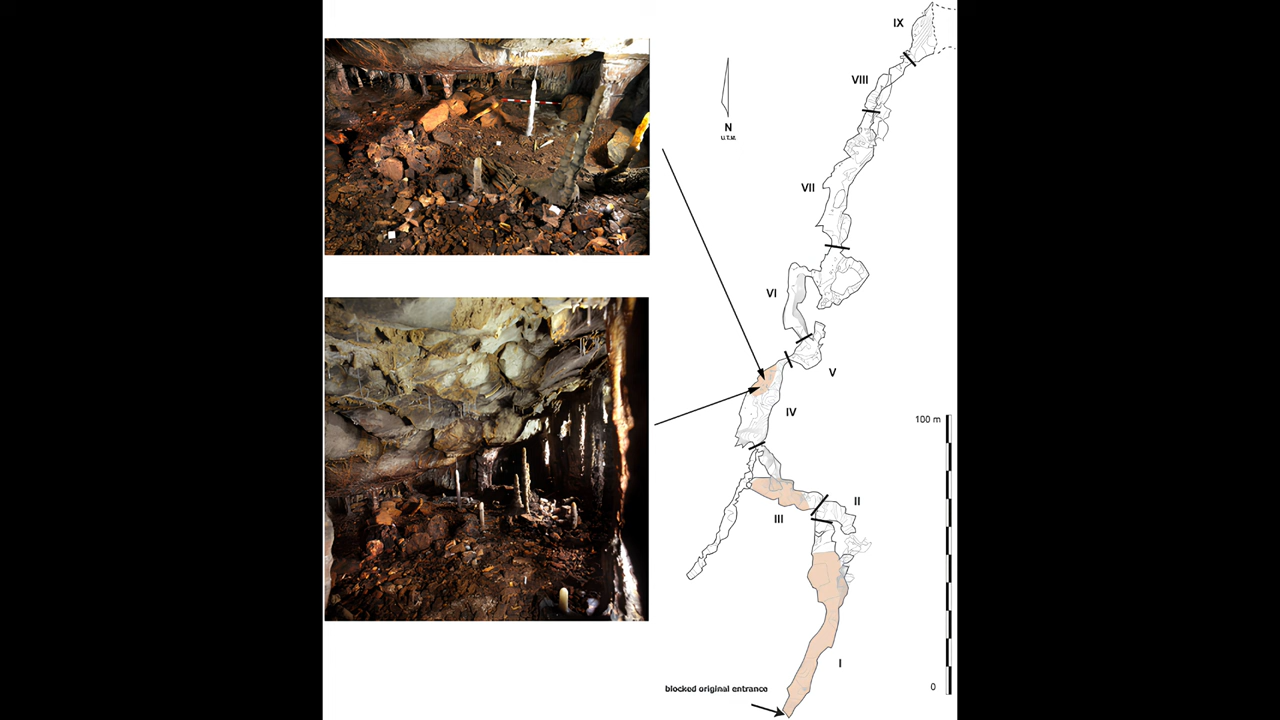 IX
VIII
N
U.T.M.
VII
VI
V
IV
100 m
II
III
I
blocked original entrance
0